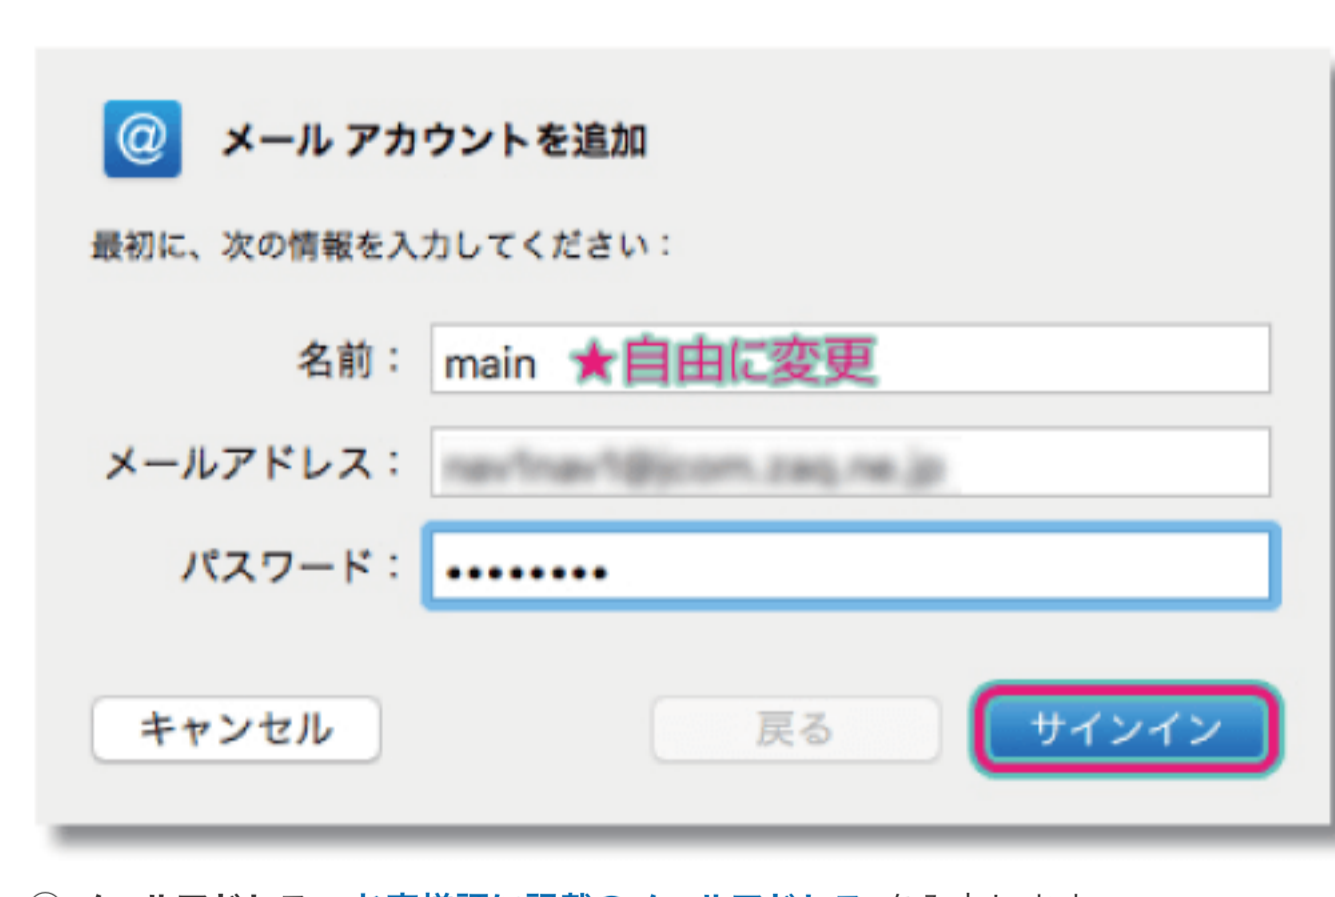 @ メール アカウントを追加
最初に、次の情報を入力してください：
名前： main ★自由に変更
メールアドレス：
パスワード： ••••••••
キャンセル 戻る サインイン